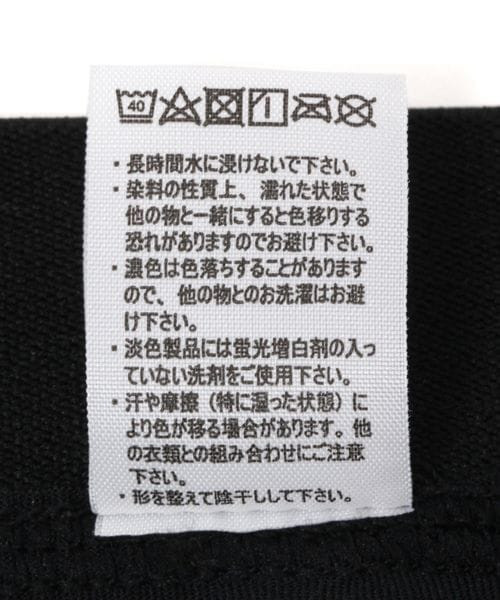 40
・長時間水に浸けないで下さい。
・染料の性質上、濡れた状態で
他の物と一緒にすると色移りする
恐れがありますのでお避け下さい。
・濃色は色落ちすることがあります
ので、他の物とのお洗濯はお避
け下さい。
・淡色製品には蛍光増白剤の入っ
ていない洗剤をご使用下さい。
・汗や摩擦（特に湿った状態）に
より色が移る場合があります。他
の衣類との組み合わせにご注意
下さい。
・形を整えて陰干しして下さい。